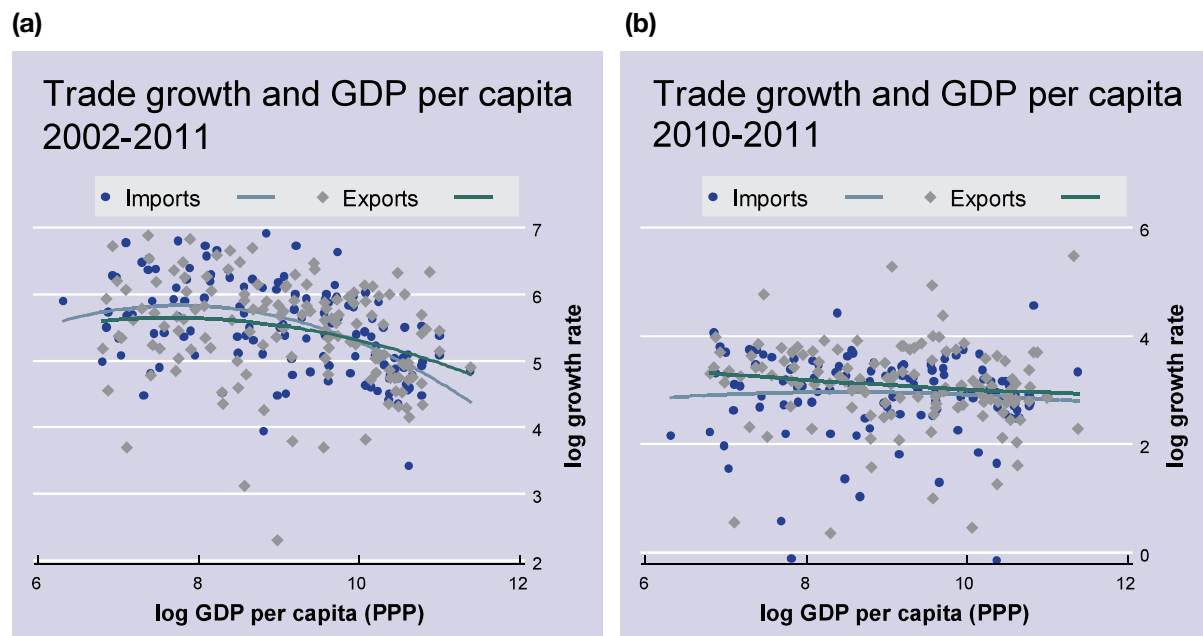 (a)
Trade growth and GDP per capita
2002-2011
Imports Exports
7
6
5
4
3
2
log growth rate
6 8 10 12
log GDP per capita (PPP)
(b)
Trade growth and GDP per capita
2010-2011
Imports Exports
6
4
2
0
log growth rate
6 8 10 12
log GDP per capita (PPP)